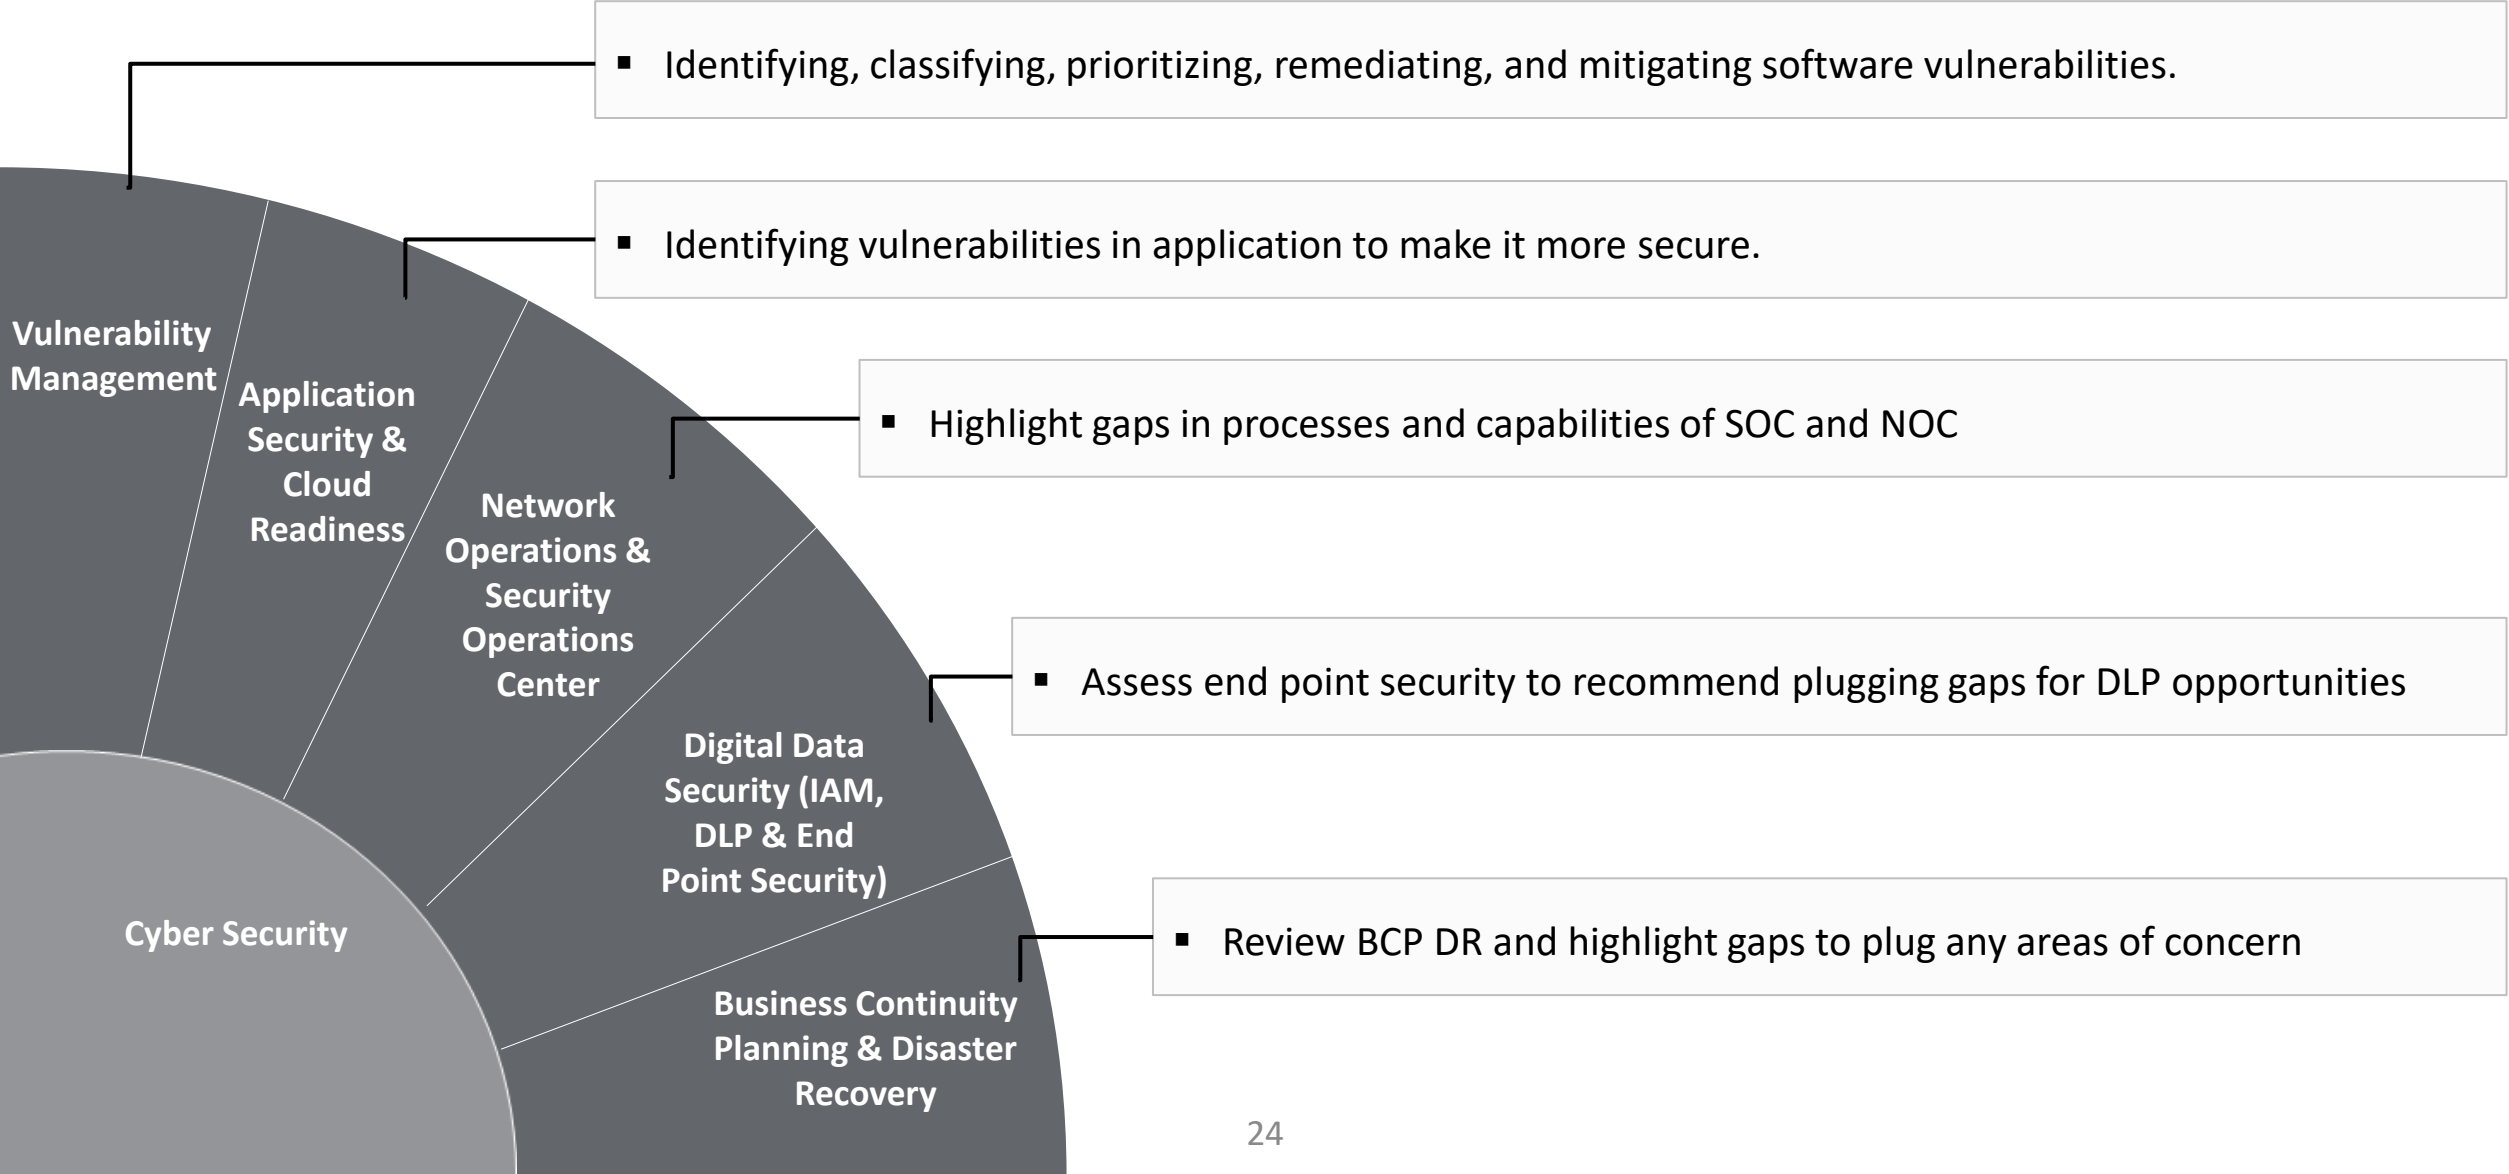 ▪ Identifying, classifying, prioritizing, remediating, and mitigating software vulnerabilities.
▪ Identifying vulnerabilities in application to make it more secure.
Vulnerability
Management
Application
Security &
Cloud
Readiness
▪ Highlight gaps in processes and capabilities of SOC and NOC
Network
Operations &
Security
Operations
Center
▪ Assess end point security to recommend plugging gaps for DLP opportunities
Digital Data
Security (IAM,
DLP & End
Point Security)
Cyber Security
▪ Review BCP DR and highlight gaps to plug any areas of concern
Business Continuity
Planning & Disaster
Recovery
24